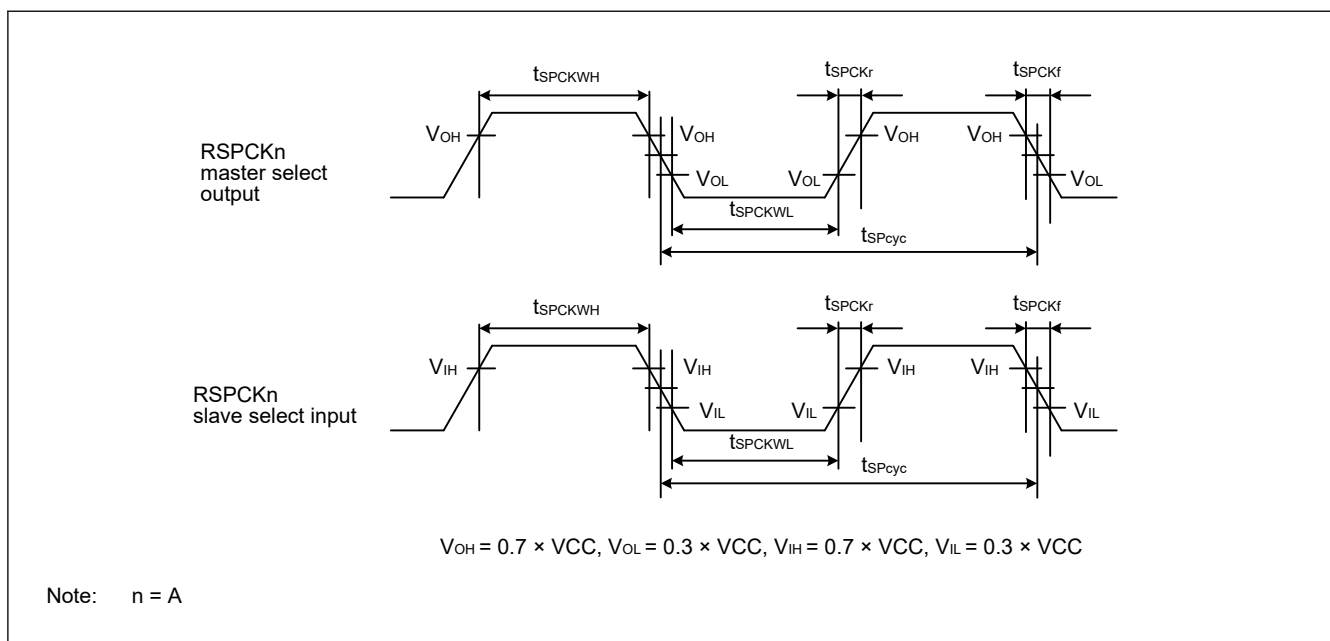 tSPCKWH
tSPCKr
tSPCKf
VOH
VOH
VOH
VOH
RSPCKn
master select
output
VOL
VOL
VOL
tSPCKWL
tSPcyc
tSPCKWH
tSPCKr
tSPCKf
VIH
VIH
VIH
VIH
RSPCKn
slave select input
VIL
VIL
VIL
tSPCKWL
tSPcyc
VOH = 0.7 × VCC, VOL = 0.3 × VCC, VIH = 0.7 × VCC, VIL = 0.3 × VCC
Note: n = A